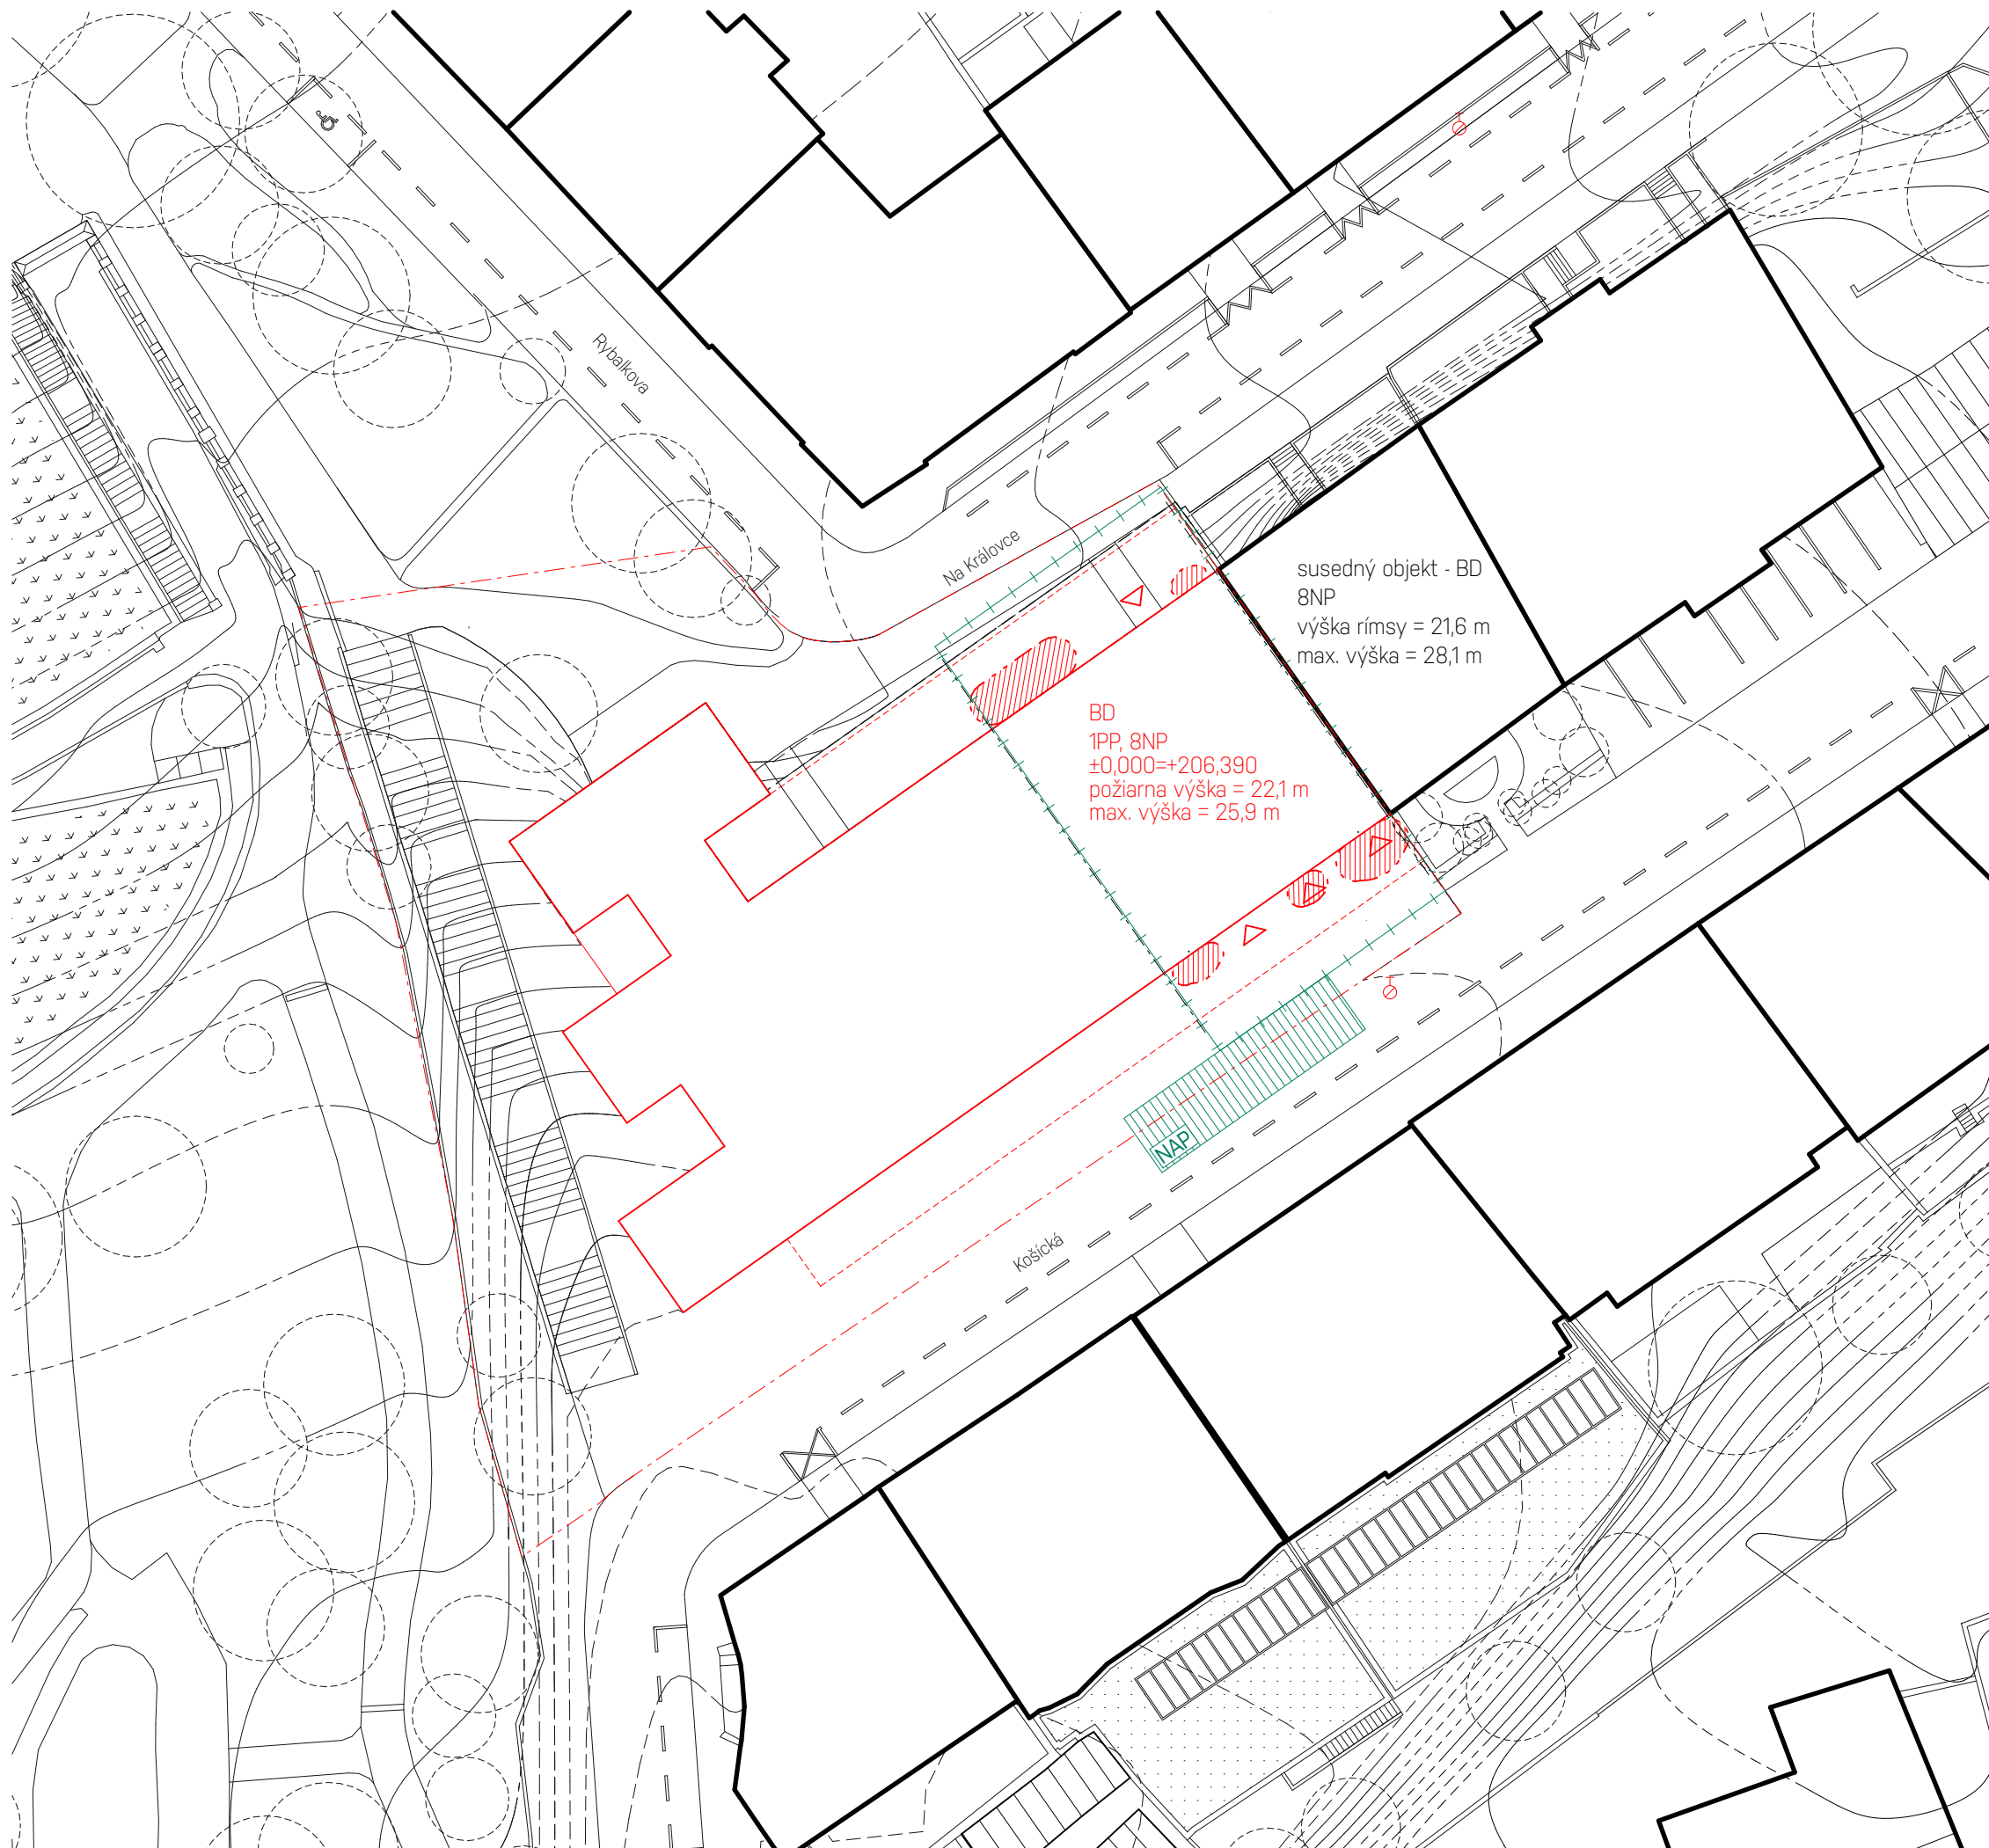 Rybalkova
Na Královce
susedný objekt - BD
8NP
výška rímsy = 21,6 m
max. výška = 28,1 m
BD
1PP, 8NP
±0,000=+206,390
požiarna výška = 22,1 m
max. výška = 25,9 m
NAP
Košícká